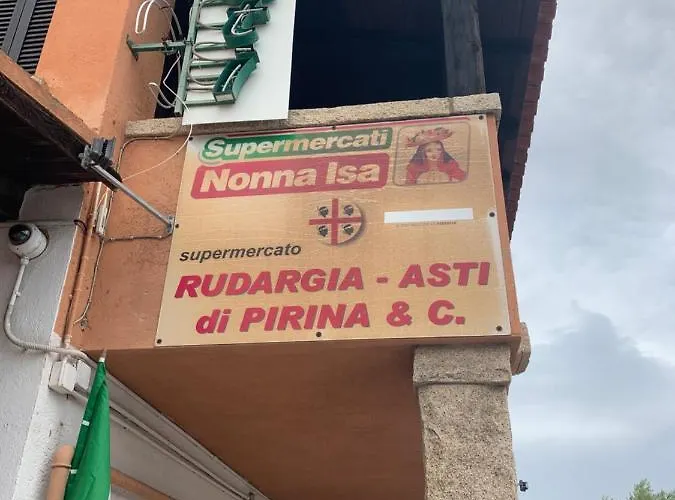 Supermercati
Nonna Isa
supermercato
RUDARGIA - ASTI
di PIRINA & C.